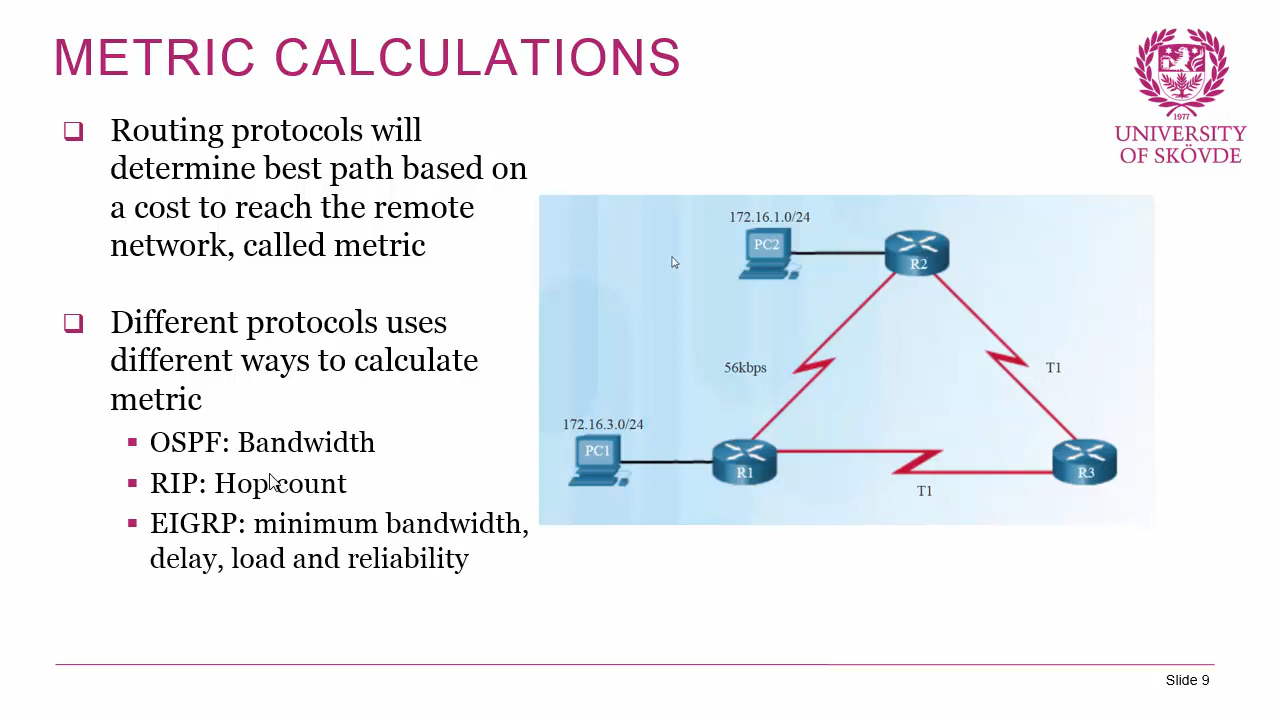 METRIC CALCULATIONS
1977
UNIVERSITY
OF SKÖVDE
Routing protocols will
determine best path based on
a cost to reach the remote
network, called metric
Different protocols uses
different ways to calculate
metric
OSPF: Bandwidth
RIP: Hop count
EIGRP: minimum bandwidth,
delay, load and reliability
172.16.1.0/24
PC2
R2
56kbps
T1
172.16.3.0/24
PC1
R1
R3
T1
Slide 9